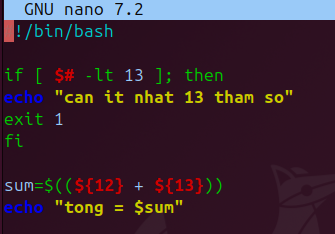 GNU nano 7.2
#!/bin/bash
if [ $# -lt 13 ]; then
echo "can it nhat 13 tham so"
exit 1
fi
sum=$((${12} + ${13}))
echo "tong = $sum"